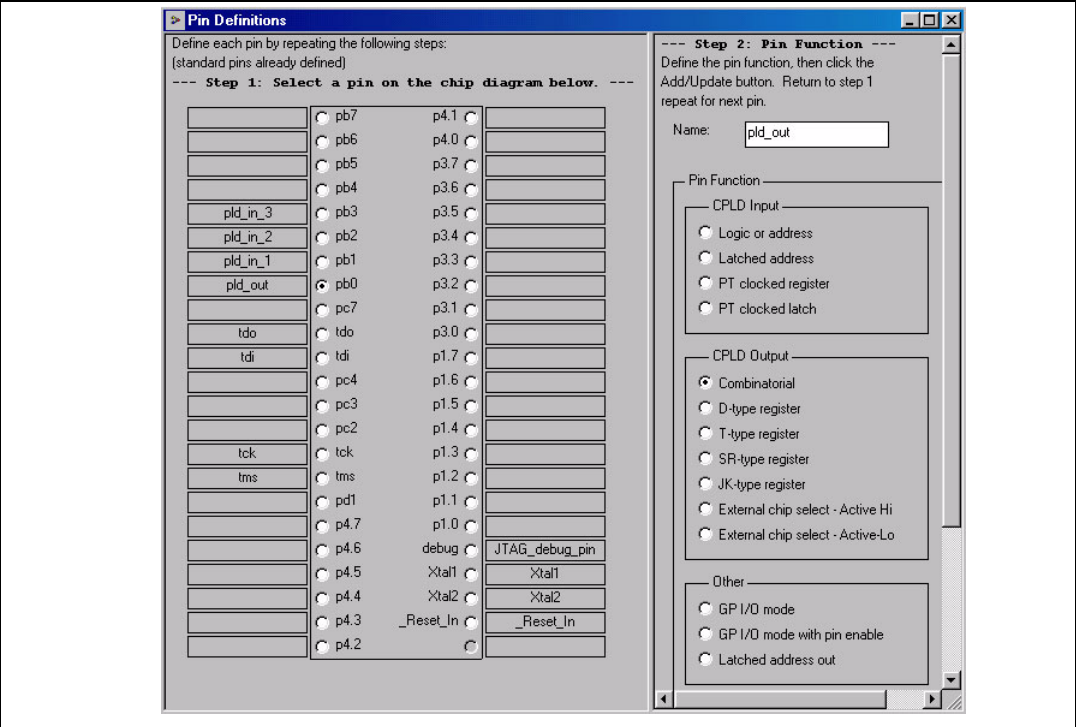 Pin Definitions
Define each pin by repeating the following steps:
(standard pins already defined)
--- Step 1: Select a pin on the chip diagram below. ---
pb7 p4.1
pb6 p4.0
pb5 p3.7
pb4 p3.6
pld_in_3 pb3 p3.5
pld_in_2 pb2 p3.4
pld_in_1 pb1 p3.3
pld_out pb0 p3.2
pc7 p3.1
tdo tdo p3.0
tdi tdi p1.7
pc4 p1.6
pc3 p1.5
pc2 p1.4
tck tck p1.3
tms tms p1.2
pd1 p1.1
p4.7 p1.0
p4.6 debug JTAG_debug_pin
p4.5 Xtal1 Xtal1
p4.4 Xtal2 Xtal2
p4.3 _Reset_In _Reset_In
p4.2
--- Step 2: Pin Function ---
Define the pin function, then click the
Add/Update button. Return to step 1
repeat for next pin.
Name: pld_out
Pin Function
CPLD Input
Logic or address
Latched address
PT clocked register
PT clocked latch
CPLD Output
Combinatorial
D-type register
T-type register
SR-type register
JK-type register
External chip select - Active Hi
External chip select - Active-Lo
Other
GP I/O mode
GP I/O mode with pin enable
Latched address out